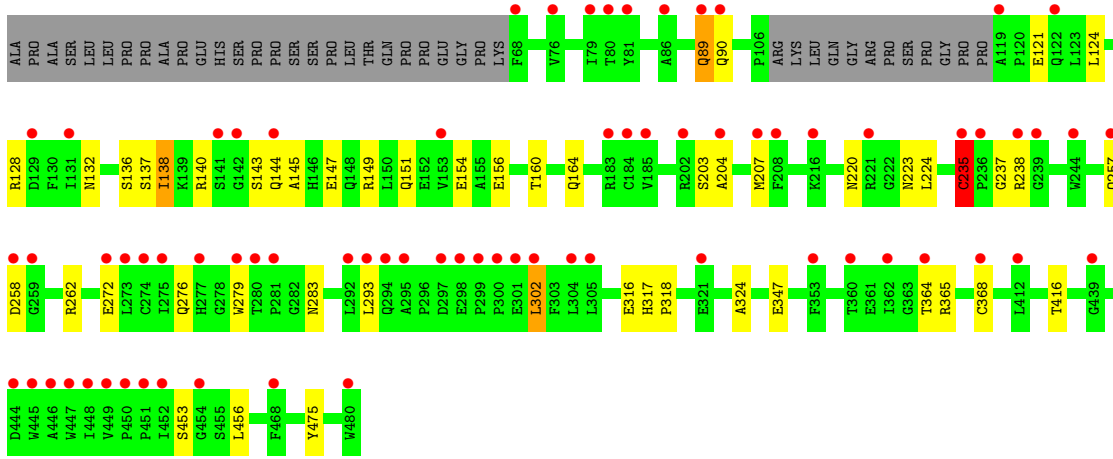 ALA PRO ALA SER LEU LEU PRO PRO ALA PRO GLU HIS SER PRO PRO SER SER PRO LEU THR GLN PRO PRO GLU GLY PRO LYS F68 V76 I79 T80 Y81 A86 Q89 Q90 P106 ARG LYS LEU GLN GLY ARG PRO SER PRO GLY PRO PRO A119 P120 E121 Q122 L123 L124
R128 D129 F130 I131 N132 S136 S137 I138 K139 R140 S141 G142 S143 Q144 A145 H146 E147 Q148 R149 L150 Q151 E152 V153 E154 A155 E156 T160 Q164 R183 C184 V185 R202 S203 A204 M207 F208 K216 N220 R221 G222 N223 L224 C235 P236 G237 R238 G239 W244
D258 G259 R262 E272 L273 C274 I275 Q276 H277 G278 W279 T280 P281 G282 N283 L292 L293 Q294 A295 P296 D297 E298 P299 P300 E301 L302 F303 L304 L305 E316 H317 P318 E321 A324 E347 F353 T360 E361 I362 G363 T364 R365 C368 L412 T416 G439
D444 W445 A446 W447 I448 V449 P450 P451 I452 S453 G454 S455 L456 F468 Y475 W480